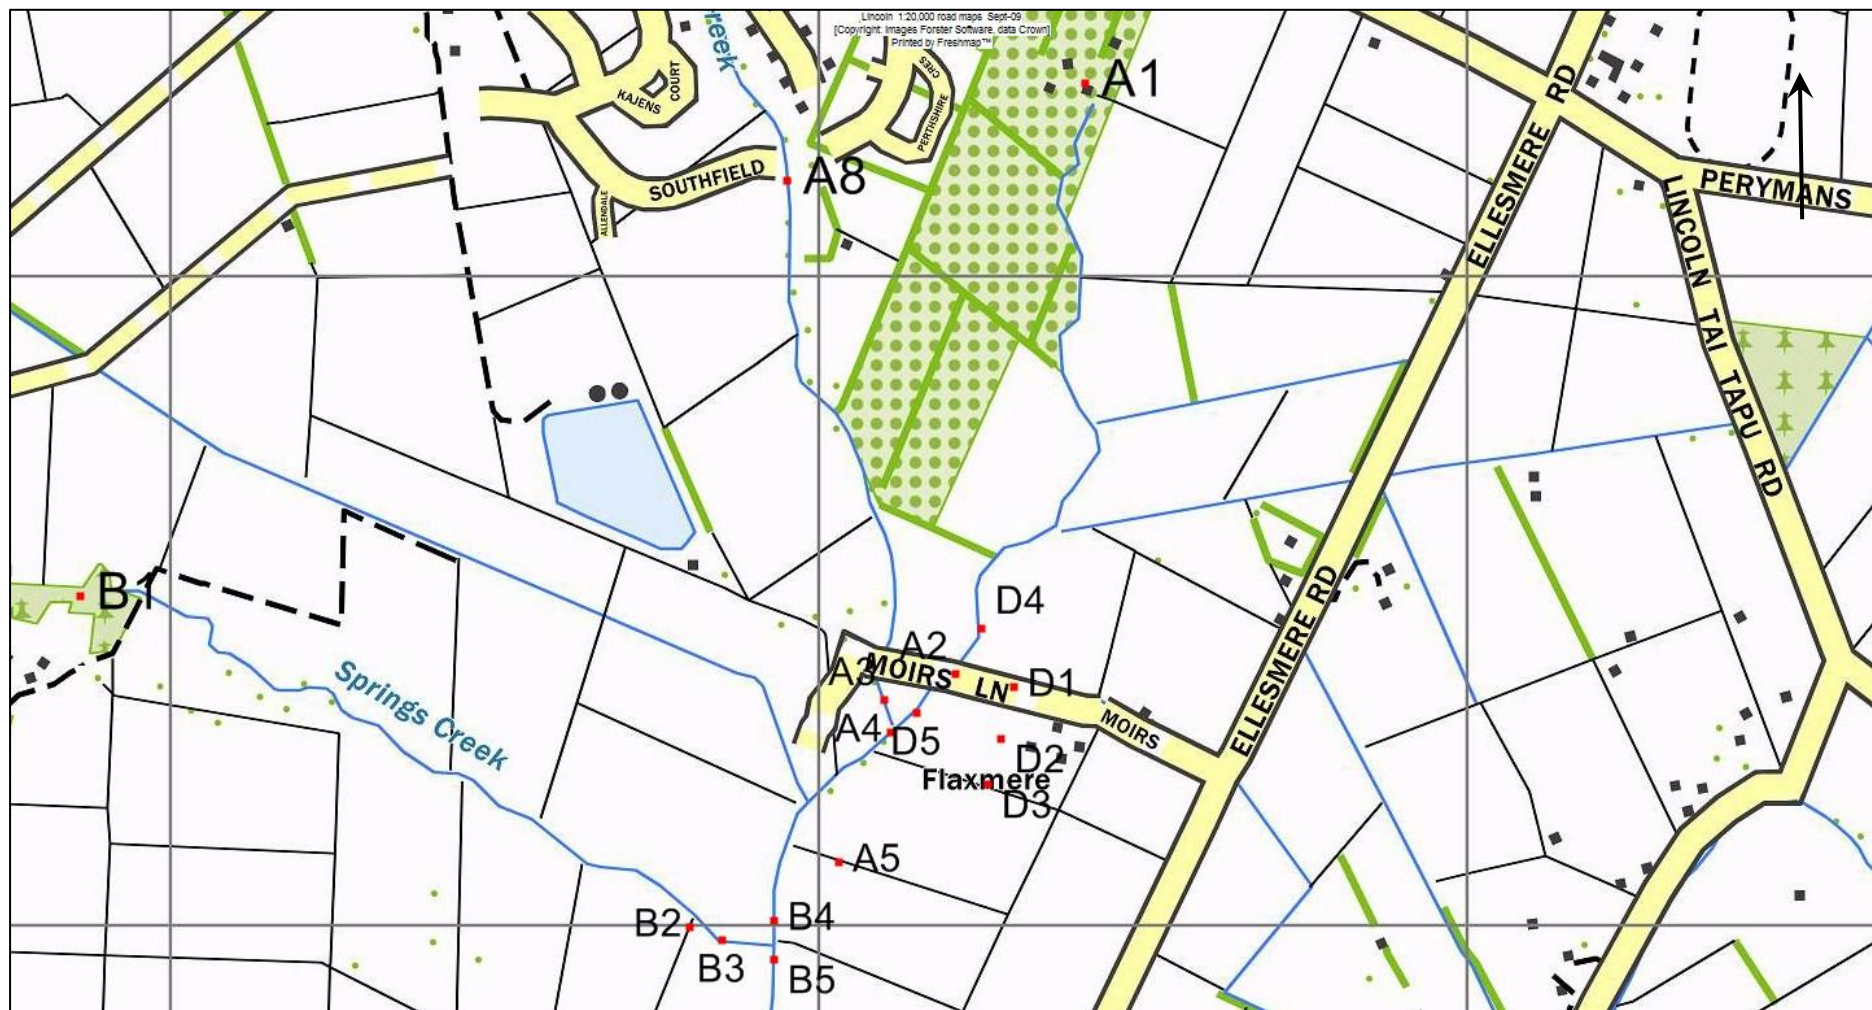 Lincoln 1:20,000 road maps Sept-09
[Copyright: Images Forster Software, data Crown]
Printed by Freshmap™
reek
COURT
KAJENS
CRES
PERTHSHIRE
A1
RD
ELLESMERE
SOUTHFIELD
A8
ALLENDALE
PERYMANS
LINCOLN TAI TAPU RD
B1
D4
ELLESMERE RD
A2
A3
MOIRS LN
D1
Springs Creek
MOIRS
A4
D5
D2
Flaxmere
D3
A5
B2
B4
B3
B5